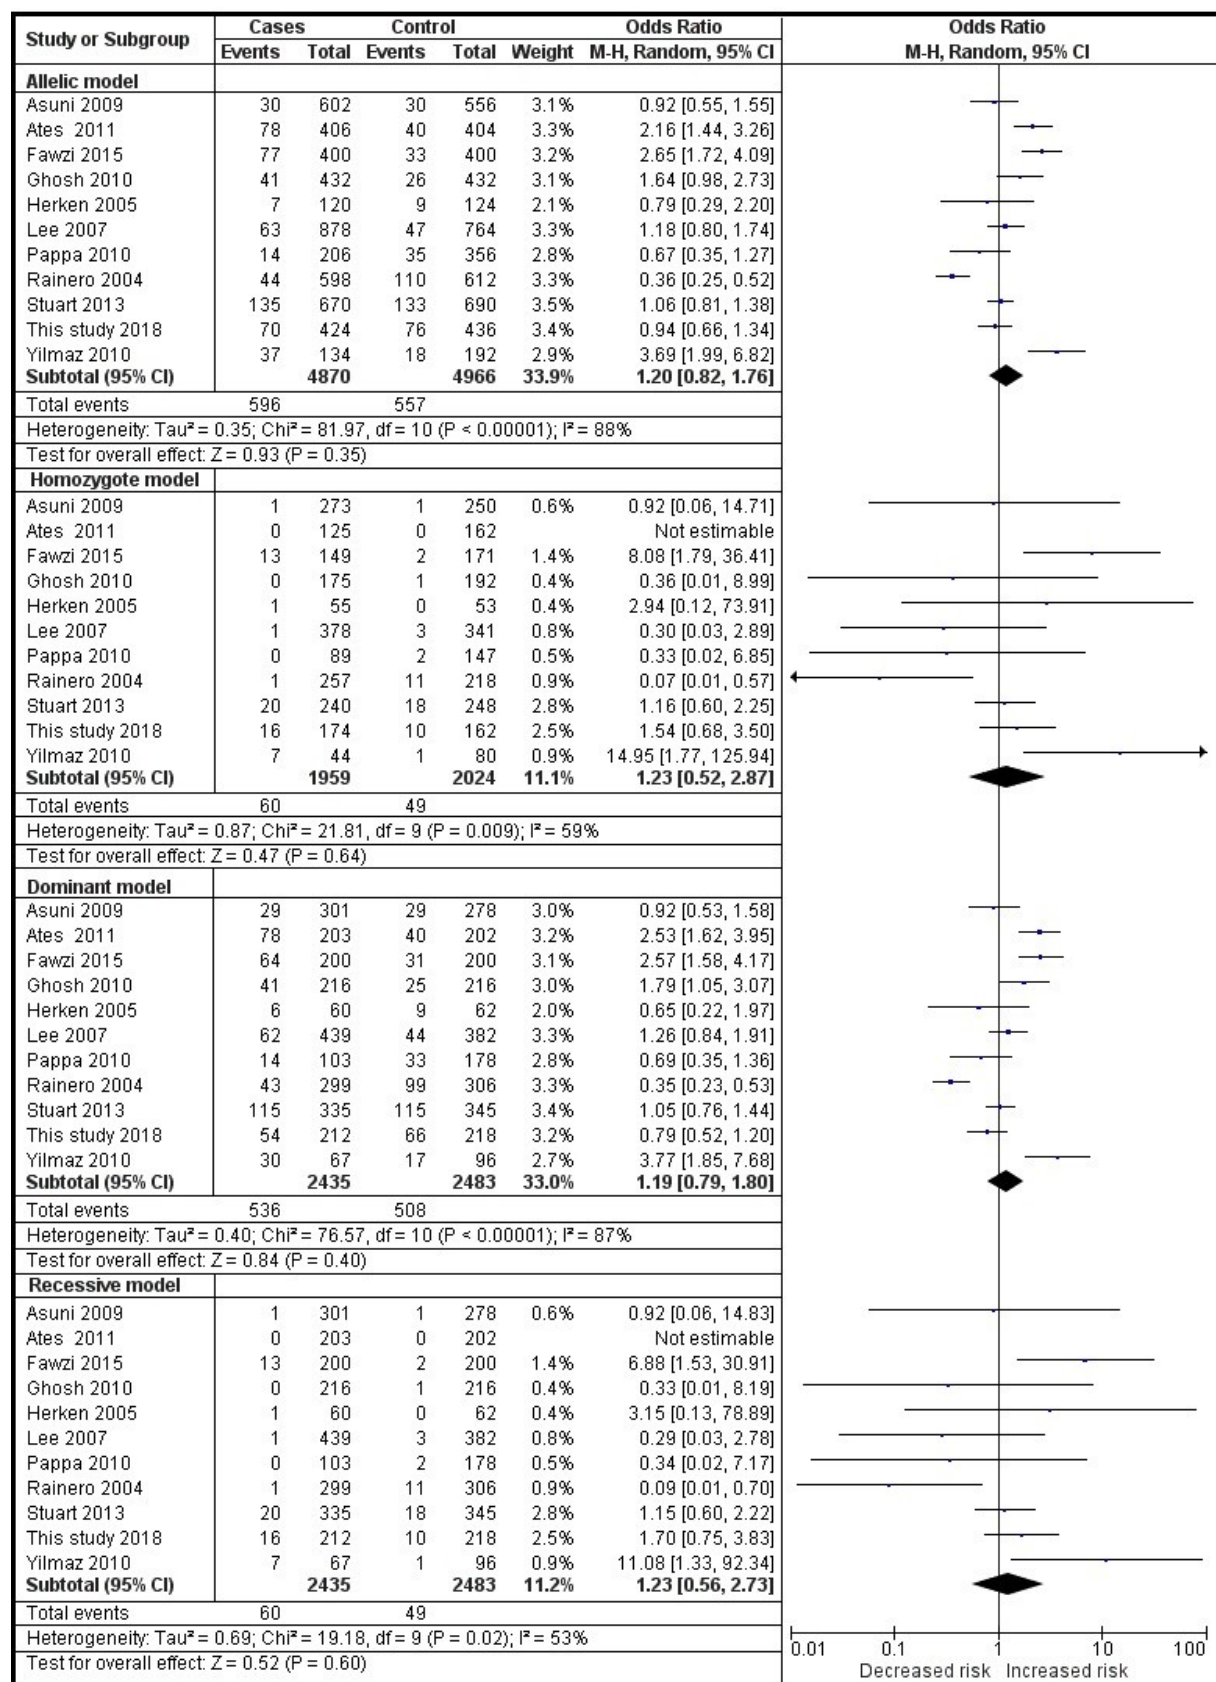 Study or Subgroup Cases Control Odds Ratio Odds Ratio
Events Total Events Total Weight M-H, Random, 95% CI M-H, Random, 95% CI
Allelic model
Asuni 2009 30 602 30 556 3.1% 0.92 [0.55, 1.55]
Ates 2011 78 406 40 404 3.3% 2.16 [1.44, 3.26]
Fawzi 2015 77 400 33 400 3.2% 2.65 [1.72, 4.09]
Ghosh 2010 41 432 26 432 3.1% 1.64 [0.98, 2.73]
Herken 2005 7 120 9 124 2.1% 0.79 [0.29, 2.20]
Lee 2007 63 878 47 764 3.3% 1.18 [0.80, 1.74]
Pappa 2010 14 206 35 356 2.8% 0.67 [0.35, 1.27]
Rainero 2004 44 598 110 612 3.3% 0.36 [0.25, 0.52]
Stuart 2013 135 670 133 690 3.5% 1.06 [0.81, 1.38]
This study 2018 70 424 76 436 3.4% 0.94 [0.66, 1.34]
Yilmaz 2010 37 134 18 192 2.9% 3.69 [1.99, 6.82]
Subtotal (95% CI) 4870 4966 33.9% 1.20 [0.82, 1.76]
Total events 596 557
Heterogeneity: Tau² = 0.35; Chi² = 81.97, df = 10 (P < 0.00001); I² = 88%
Test for overall effect: Z = 0.93 (P = 0.35)
Homozygote model
Asuni 2009 1 273 1 250 0.6% 0.92 [0.06, 14.71]
Ates 2011 0 125 0 162 Not estimable
Fawzi 2015 13 149 2 171 1.4% 8.08 [1.79, 36.41]
Ghosh 2010 0 175 1 192 0.4% 0.36 [0.01, 8.99]
Herken 2005 1 55 0 53 0.4% 2.94 [0.12, 73.91]
Lee 2007 1 378 3 341 0.8% 0.30 [0.03, 2.89]
Pappa 2010 0 89 2 147 0.5% 0.33 [0.02, 6.85]
Rainero 2004 1 257 11 218 0.9% 0.07 [0.01, 0.57]
Stuart 2013 20 240 18 248 2.8% 1.16 [0.60, 2.25]
This study 2018 16 174 10 162 2.5% 1.54 [0.68, 3.50]
Yilmaz 2010 7 44 1 80 0.9% 14.95 [1.77, 125.94]
Subtotal (95% CI) 1959 2024 11.1% 1.23 [0.52, 2.87]
Total events 60 49
Heterogeneity: Tau² = 0.87; Chi² = 21.81, df = 9 (P = 0.009); I² = 59%
Test for overall effect: Z = 0.47 (P = 0.64)
Dominant model
Asuni 2009 29 301 29 278 3.0% 0.92 [0.53, 1.58]
Ates 2011 78 203 40 202 3.2% 2.53 [1.62, 3.95]
Fawzi 2015 64 200 31 200 3.1% 2.57 [1.58, 4.17]
Ghosh 2010 41 216 25 216 3.0% 1.79 [1.05, 3.07]
Herken 2005 6 60 9 62 2.0% 0.65 [0.22, 1.97]
Lee 2007 62 439 44 382 3.3% 1.26 [0.84, 1.91]
Pappa 2010 14 103 33 178 2.8% 0.69 [0.35, 1.36]
Rainero 2004 43 299 99 306 3.3% 0.35 [0.23, 0.53]
Stuart 2013 115 335 115 345 3.4% 1.05 [0.76, 1.44]
This study 2018 54 212 66 218 3.2% 0.79 [0.52, 1.20]
Yilmaz 2010 30 67 17 96 2.7% 3.77 [1.85, 7.68]
Subtotal (95% CI) 2435 2483 33.0% 1.19 [0.79, 1.80]
Total events 536 508
Heterogeneity: Tau² = 0.40; Chi² = 76.57, df = 10 (P < 0.00001); I² = 87%
Test for overall effect: Z = 0.84 (P = 0.40)
Recessive model
Asuni 2009 1 301 1 278 0.6% 0.92 [0.06, 14.83]
Ates 2011 0 203 0 202 Not estimable
Fawzi 2015 13 200 2 200 1.4% 6.88 [1.53, 30.91]
Ghosh 2010 0 216 1 216 0.4% 0.33 [0.01, 8.19]
Herken 2005 1 60 0 62 0.4% 3.15 [0.13, 78.89]
Lee 2007 1 439 3 382 0.8% 0.29 [0.03, 2.78]
Pappa 2010 0 103 2 178 0.5% 0.34 [0.02, 7.17]
Rainero 2004 1 299 11 306 0.9% 0.09 [0.01, 0.70]
Stuart 2013 20 335 18 345 2.8% 1.15 [0.60, 2.22]
This study 2018 16 212 10 218 2.5% 1.70 [0.75, 3.83]
Yilmaz 2010 7 67 1 96 0.9% 11.08 [1.33, 92.34]
Subtotal (95% CI) 2435 2483 11.2% 1.23 [0.56, 2.73]
Total events 60 49
Heterogeneity: Tau² = 0.69; Chi² = 19.18, df = 9 (P = 0.02); I² = 53%
Test for overall effect: Z = 0.52 (P = 0.60)
0.01 0.1 1 10 100
Decreased risk Increased risk